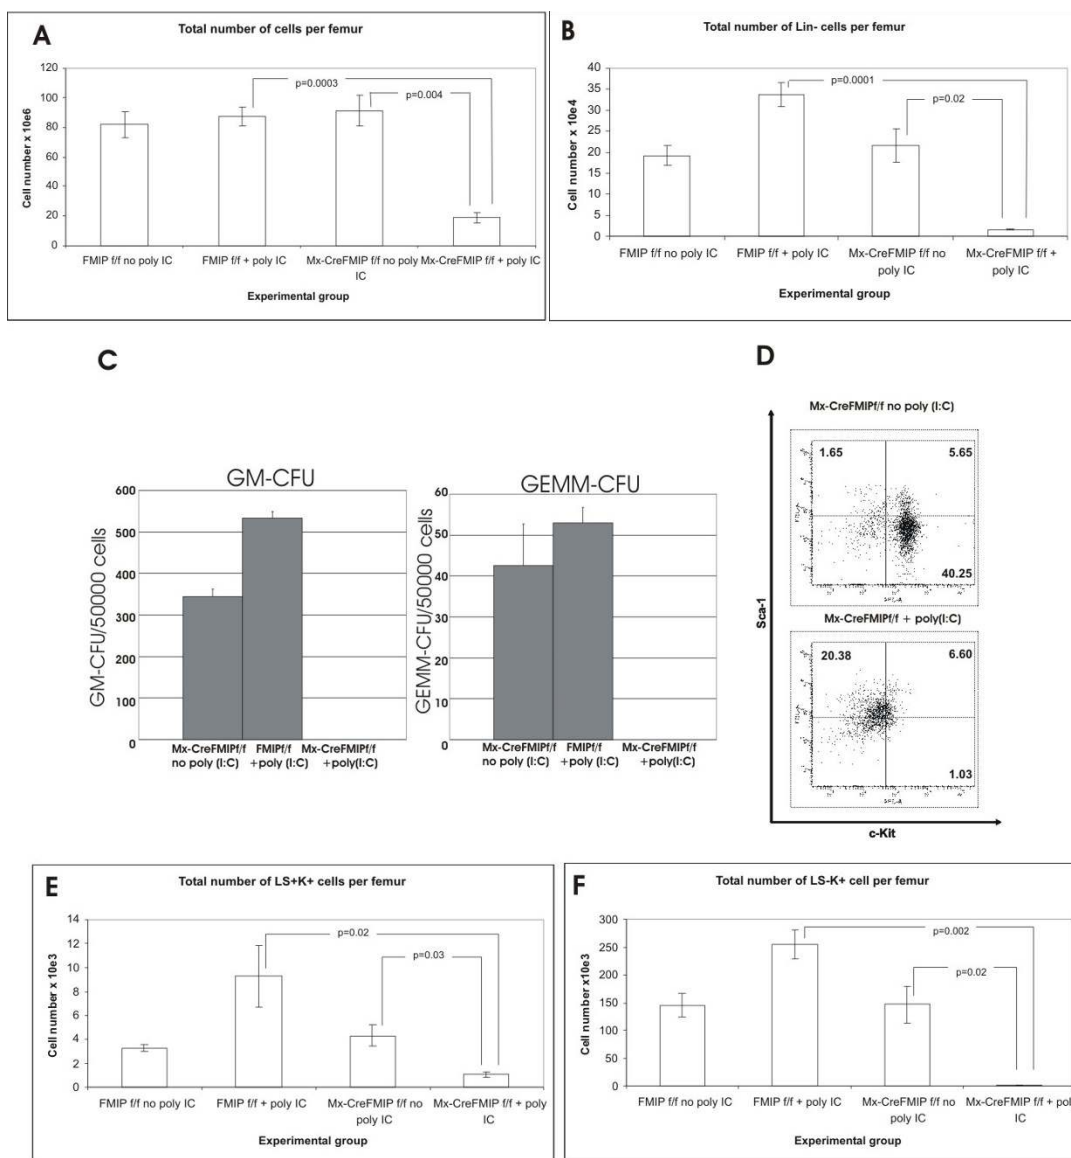 A
Total number of cells per femur
120
100
80
60
40
20
0
Cell number x 10e6
p=0.0003
p=0.004
FMIP f/f no poly IC
FMIP f/f + poly IC
Mx-CreFMIP f/f no poly IC
Mx-CreFMIP f/f + poly IC
Experimental group
B
Total number of Lin- cells per femur
40
35
30
25
20
15
10
5
0
Cell number x 10e4
p=0.0001
p=0.02
FMIP f/f no poly IC
FMIP f/f + poly IC
Mx-CreFMIP f/f no
poly IC
Mx-CreFMIP f/f +
poly IC
Experimental group
C
GM-CFU
600
500
400
300
200
100
0
GM-CFU/50000 cells
Mx-CreFMIPf/f
no poly (I:C)
FMIPf/f
+poly (I:C)
Mx-CreFMIPf/f
+poly(I:C)
GEMM-CFU
60
50
40
30
20
10
0
GEMM-CFU/50000 cells
Mx-CreFMIPf/f
no poly (I:C)
FMIPf/f
+poly (I:C)
Mx-CreFMIPf/f
+poly(I:C)
D
Mx-CreFMIPf/f no poly (I:C)
1.65
5.65
40.25
Mx-CreFMIPf/f + poly(I:C)
20.38
6.60
1.03
Sca-1
c-Kit
E
Total number of LS+K+ cells per femur
14
12
10
8
6
4
2
0
Cell number x 10e3
p=0.02
p=0.03
FMIP f/f no poly IC
FMIP f/f + poly IC
Mx-CreFMIP f/f no
poly IC
Mx-CreFMIP f/f + poly
IC
Experimental group
F
Total number of LS-K+ cell per femur
300
250
200
150
100
50
0
Cell number x10e3
p=0.002
p=0.02
FMIP f/f no poly IC
FMIP f/f + poly IC
Mx-CreFMIP f/f no
poly IC
Mx-CreFMIP f/f + poly
IC
Experimental group